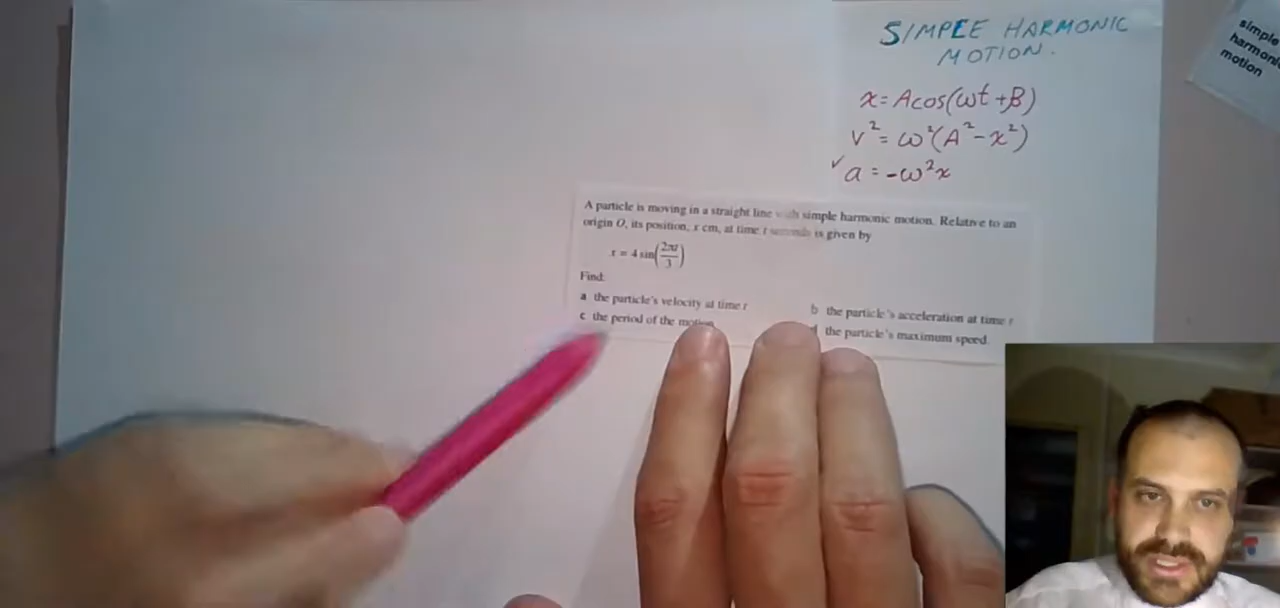 SIMPLE HARMONIC
MOTION.
simple
harmonic
motion
x = Acos(ωt + β)
v² = ω²(A² - x²)
✓ a = -ω²x
A particle is moving in a straight line with simple harmonic motion. Relative to an
origin O, its position, x cm, at time t seconds is given by
x = 4 sin(2πt/3)
Find:
a the particle's velocity at time t
b the particle's acceleration at time t
c the period of the motion
d the particle's maximum speed.